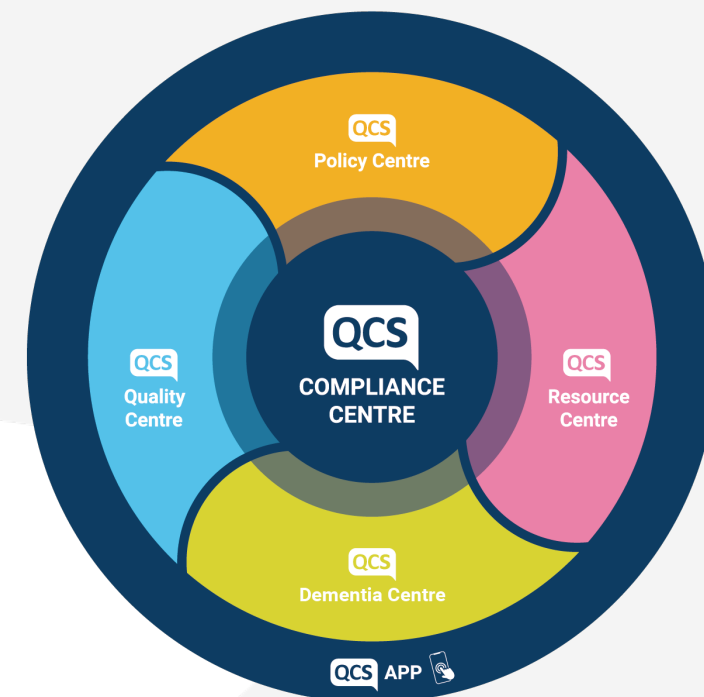 QCS
Policy Centre
QCS
Quality
Centre
QCS
COMPLIANCE
CENTRE
QCS
Resource
Centre
QCS
Dementia Centre
QCS APP